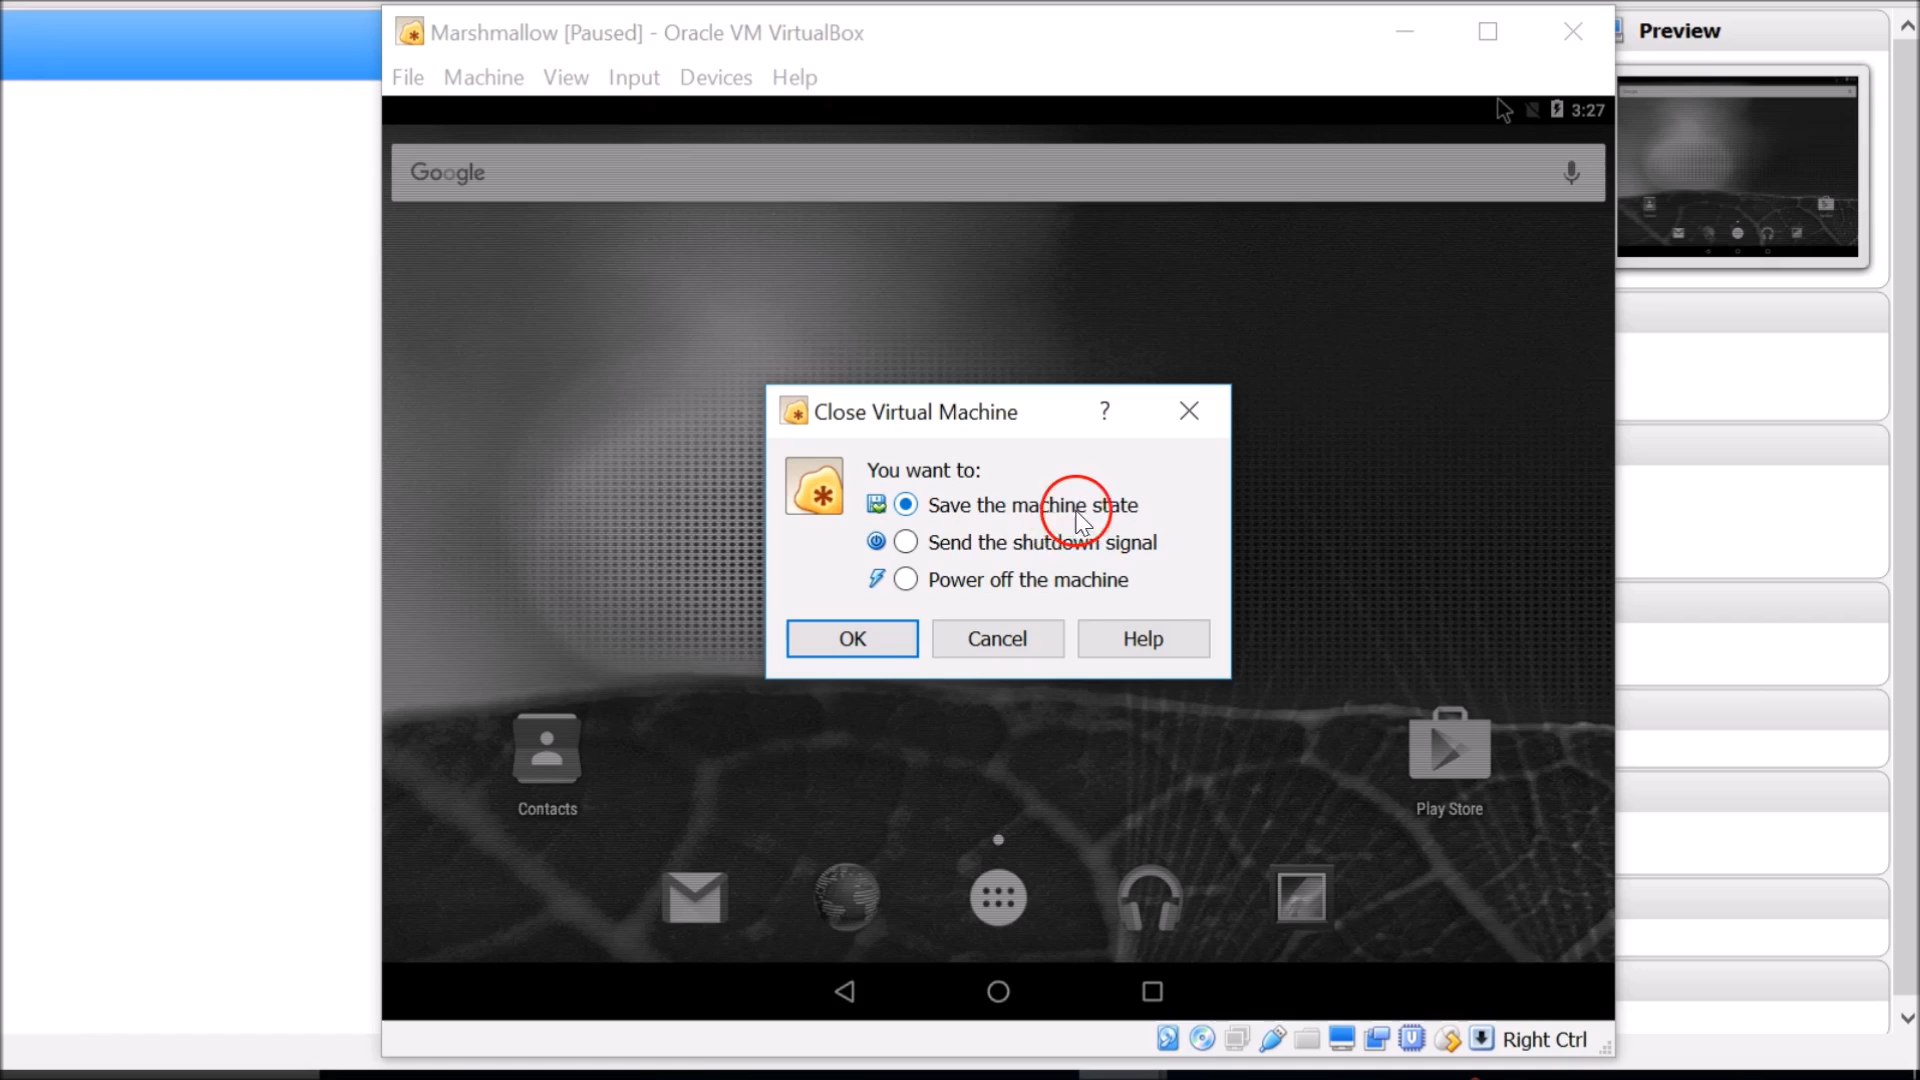 Marshmallow [Paused] - Oracle VM VirtualBox
File Machine View Input Devices Help
Preview
3:27
Google
Close Virtual Machine ?
You want to:
Save the machine state
Send the shutdown signal
Power off the machine
OK Cancel Help
Contacts
Play Store
Right Ctrl